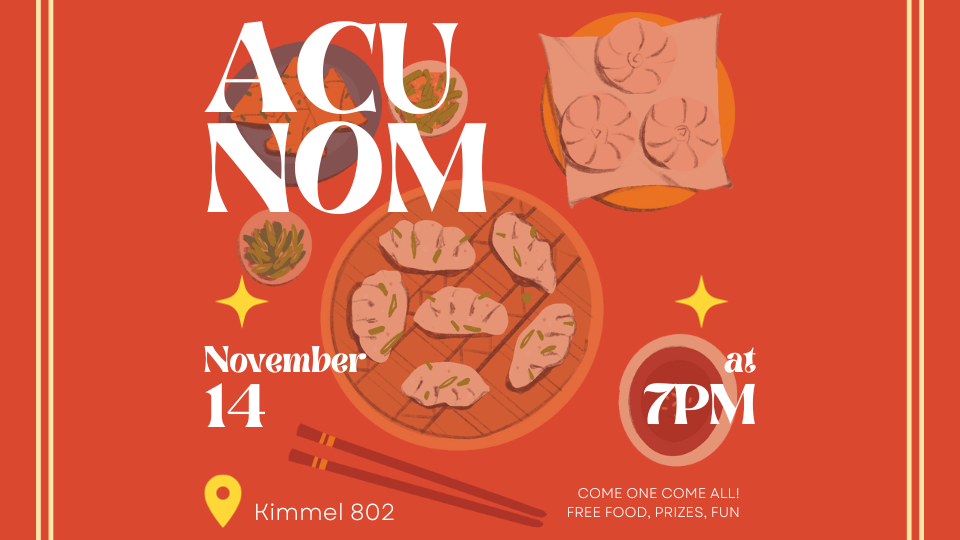 ACU
NOM
November
14
at
7PM
Kimmel 802
COME ONE COME ALL!
FREE FOOD, PRIZES, FUN